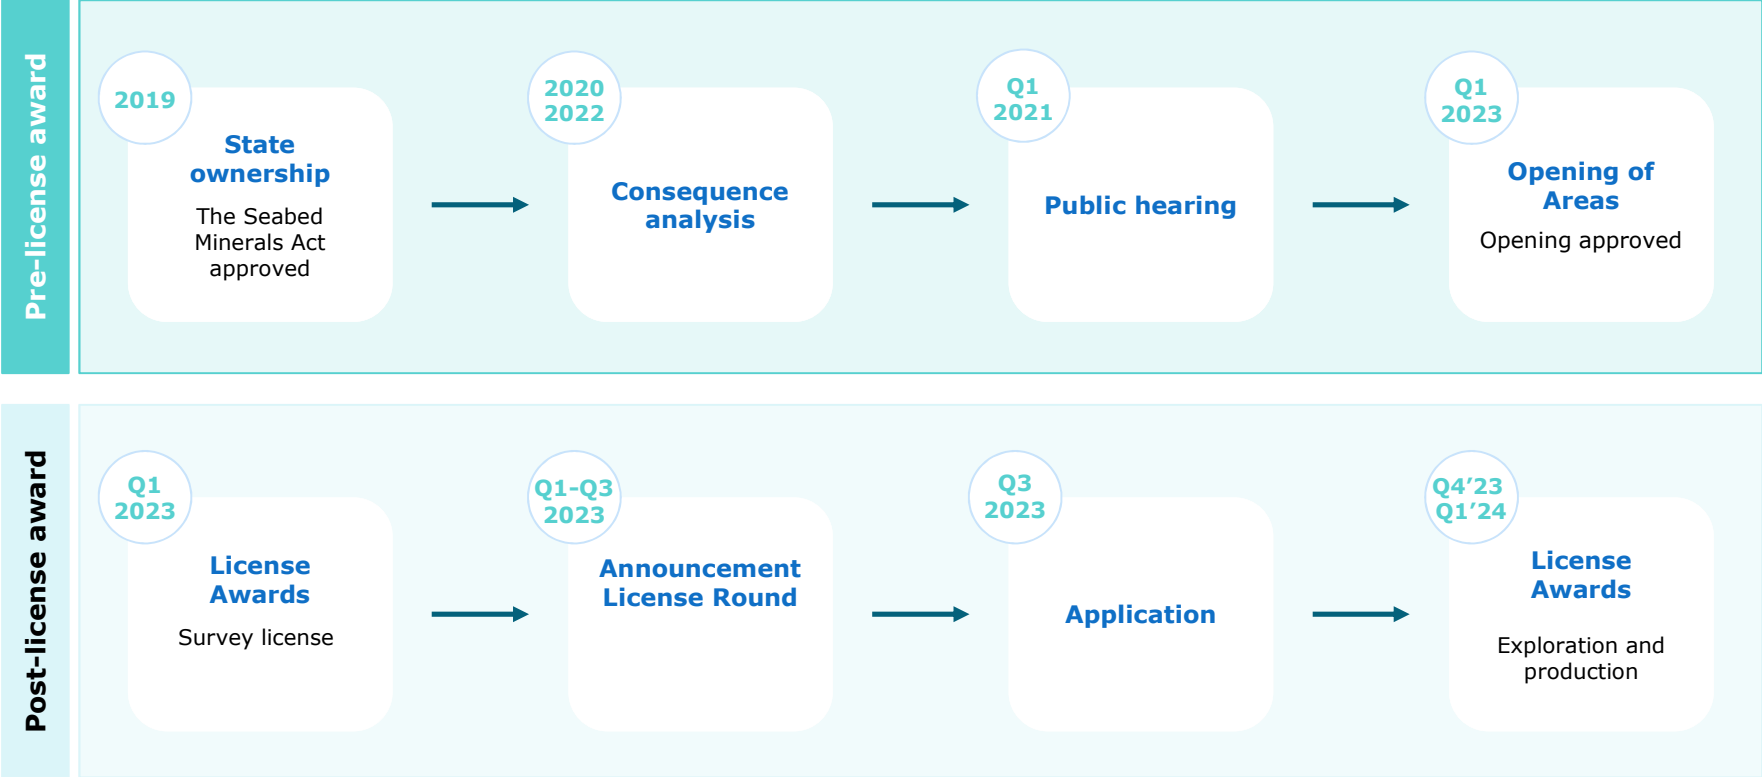 Pre-license award
2019
State
ownership
The Seabed
Minerals Act
approved
2020
2022
Consequence
analysis
Q1
2021
Public hearing
Q1
2023
Opening of
Areas
Opening approved
Post-license award
Q1
2023
License
Awards
Survey license
Q1-Q3
2023
Announcement
License Round
Q3
2023
Application
Q4’23
Q1’24
License
Awards
Exploration and
production